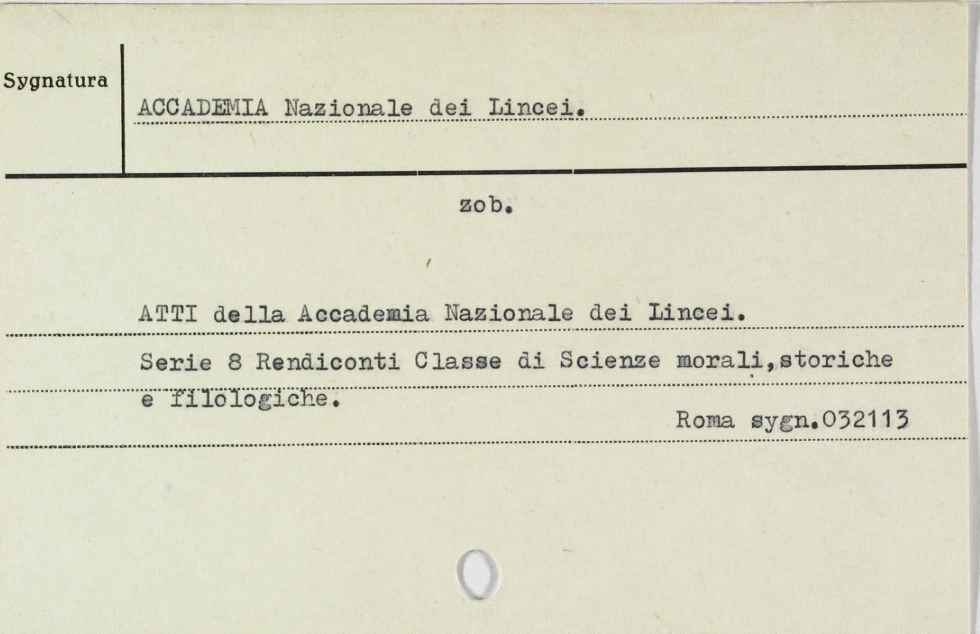 Sygnatura
ACCADEMIA Nazionale dei Lincei.
zob.
ATTI della Accademia Nazionale dei Lincei.
Serie 8 Rendiconti Classe di Scienze morali,storiche
e filologiche.
Roma sygn.032113